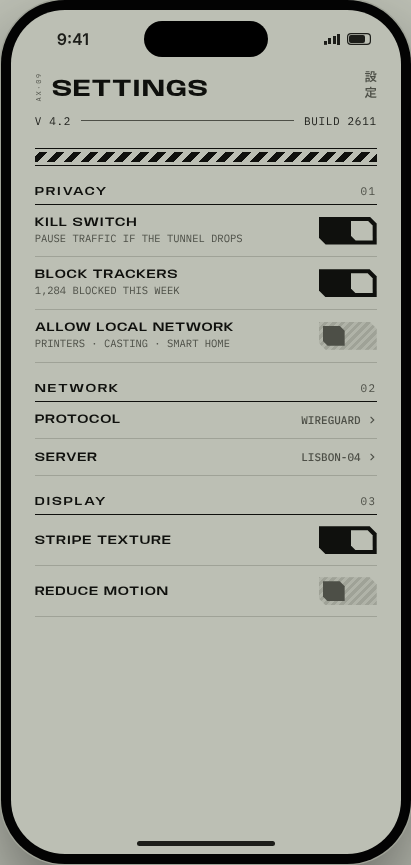 9:41
AX-09
SETTINGS
設定
V 4.2
BUILD 2611
PRIVACY
01
KILL SWITCH
PAUSE TRAFFIC IF THE TUNNEL DROPS
BLOCK TRACKERS
1,284 BLOCKED THIS WEEK
ALLOW LOCAL NETWORK
PRINTERS · CASTING · SMART HOME
NETWORK
02
PROTOCOL
WIREGUARD >
SERVER
LISBON-04 >
DISPLAY
03
STRIPE TEXTURE
REDUCE MOTION